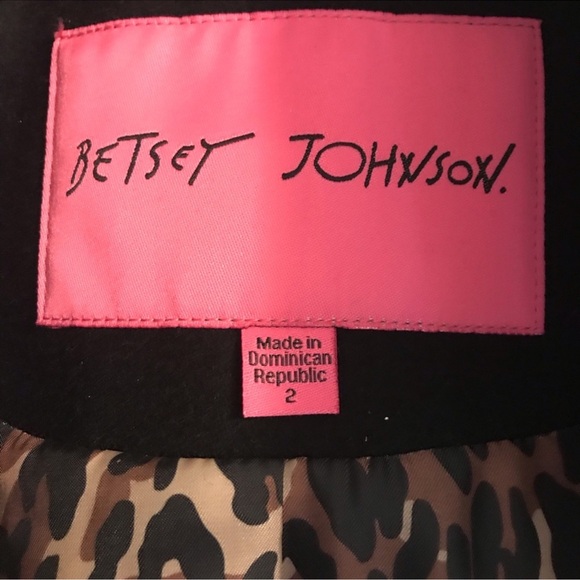 BETSEY JOHNSON.
Made in
Dominican
Republic
2